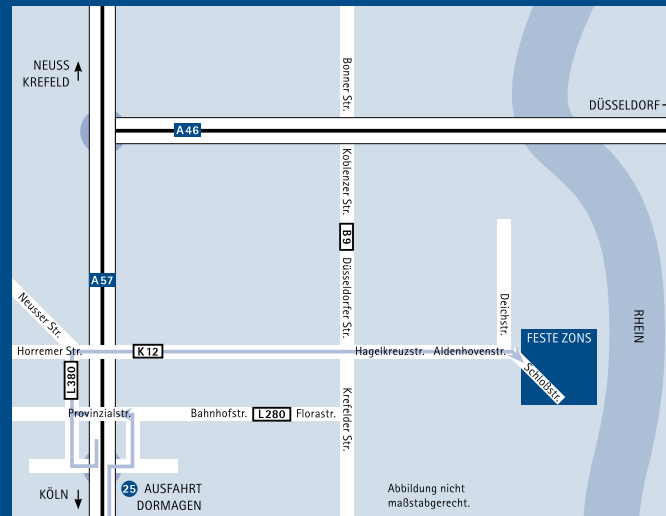 NEUSS
KREFELD
Bonner Str.
DÜSSELDORF
A46
Koblenzer Str.
B9
A57
Düsseldorfer Str.
Deichstr.
RHEIN
Neusser Str.
FESTE ZONS
Horremer Str.
K12
Hagelkreuzstr.
Aldenhovenstr.
Schloßstr.
L380
Krefelder Str.
Provinzialstr.
Bahnhofstr.
L280
Florastr.
KÖLN
25
AUSFAHRT
DORMAGEN
Abbildung nicht
maßstabgerecht.